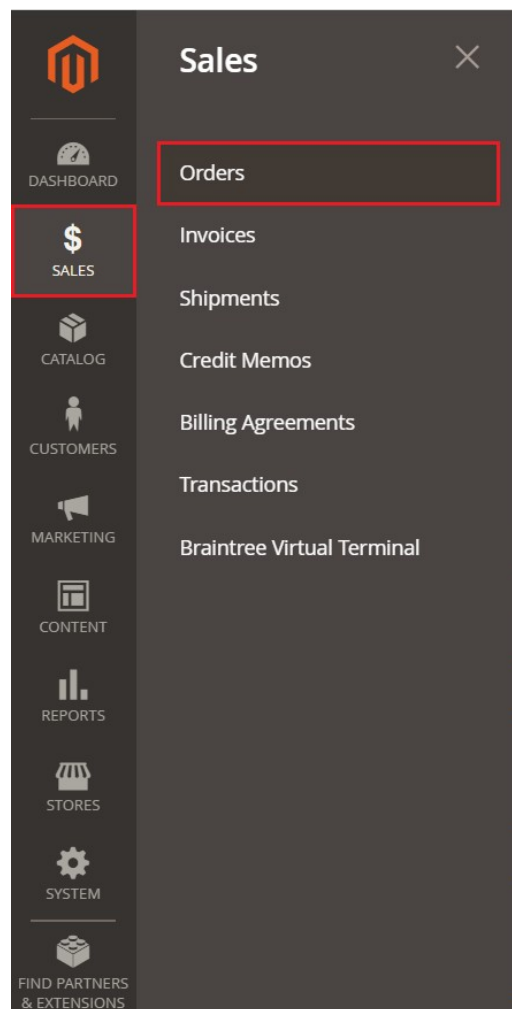 Sales
Orders
Invoices
Shipments
Credit Memos
Billing Agreements
Transactions
Braintree Virtual Terminal
DASHBOARD
$
SALES
CATALOG
CUSTOMERS
MARKETING
CONTENT
REPORTS
STORES
SYSTEM
FIND PARTNERS
& EXTENSIONS